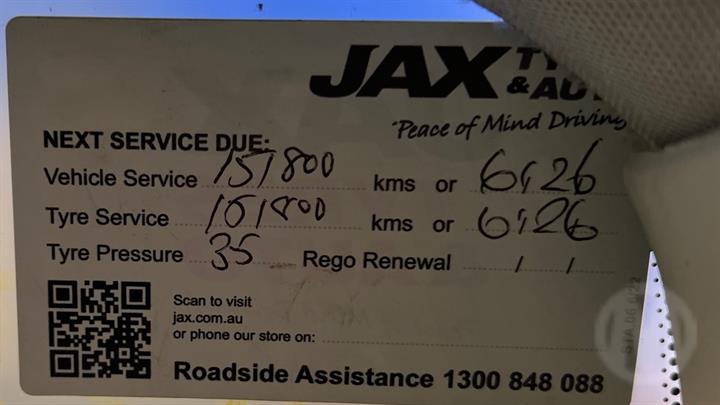 JAX TY
& AU
"Peace of Mind Driving
NEXT SERVICE DUE:
Vehicle Service 151800 kms or 6.26
Tyre Service 151800 kms or 6.26
Tyre Pressure 35 Rego Renewal / /
Scan to visit
jax.com.au
or phone our store on:
Roadside Assistance 1300 848 088